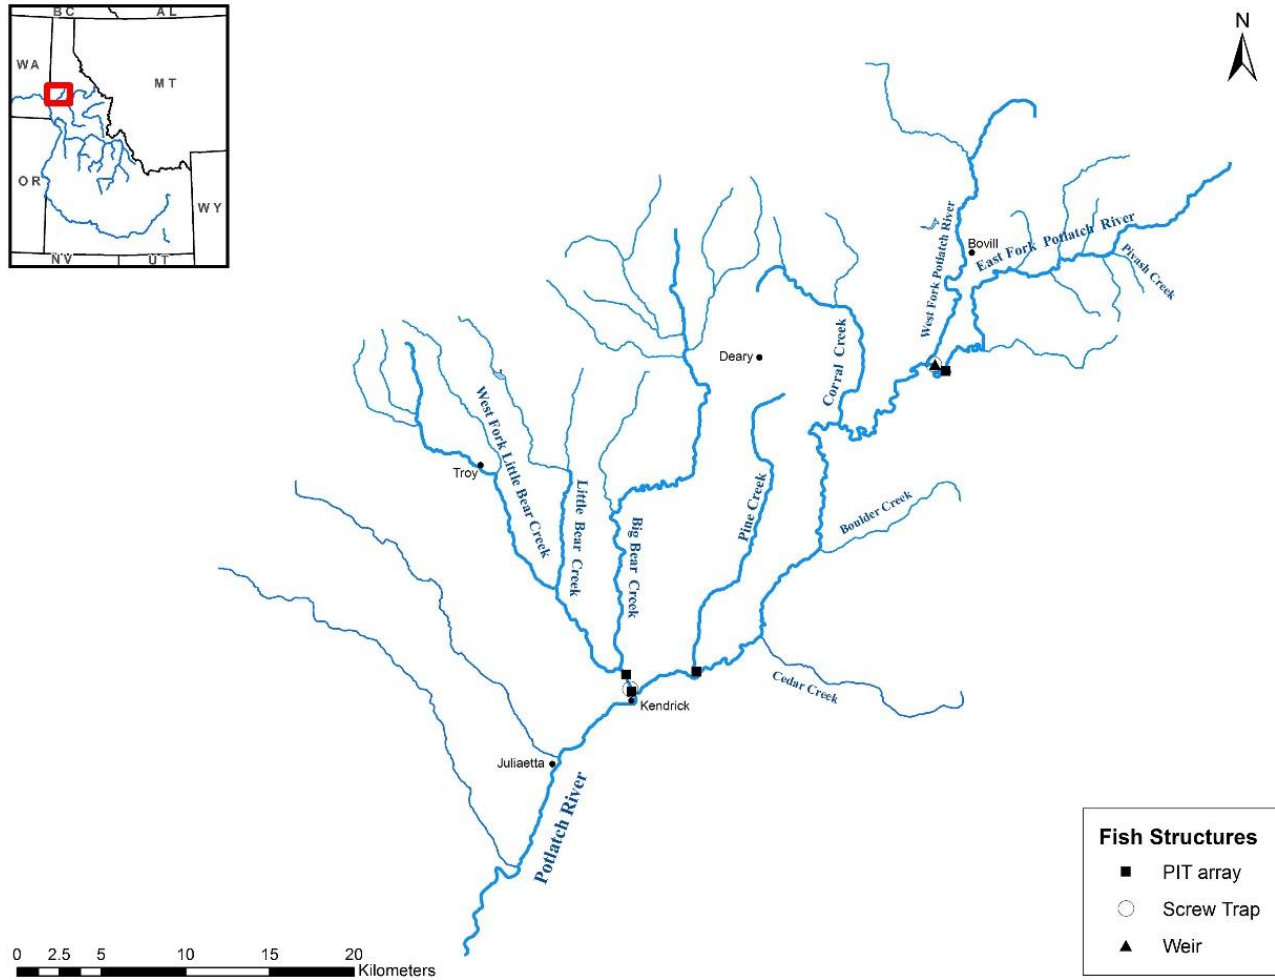 BC
AL
WA
MT
OR
WY
NV
UT
N
West Fork Potlatch River
Bovill
East Fork Potlatch River
Pivash Creek
Deary
Corral Creek
West Fork Little Bear Creek
Troy
Little Bear Creek
Big Bear Creek
Pine Creek
Boulder Creek
Cedar Creek
Kendrick
Juliaetta
Potlatch River
Fish Structures
PIT array
Screw Trap
Weir
0 2.5 5 10 15 20
Kilometers